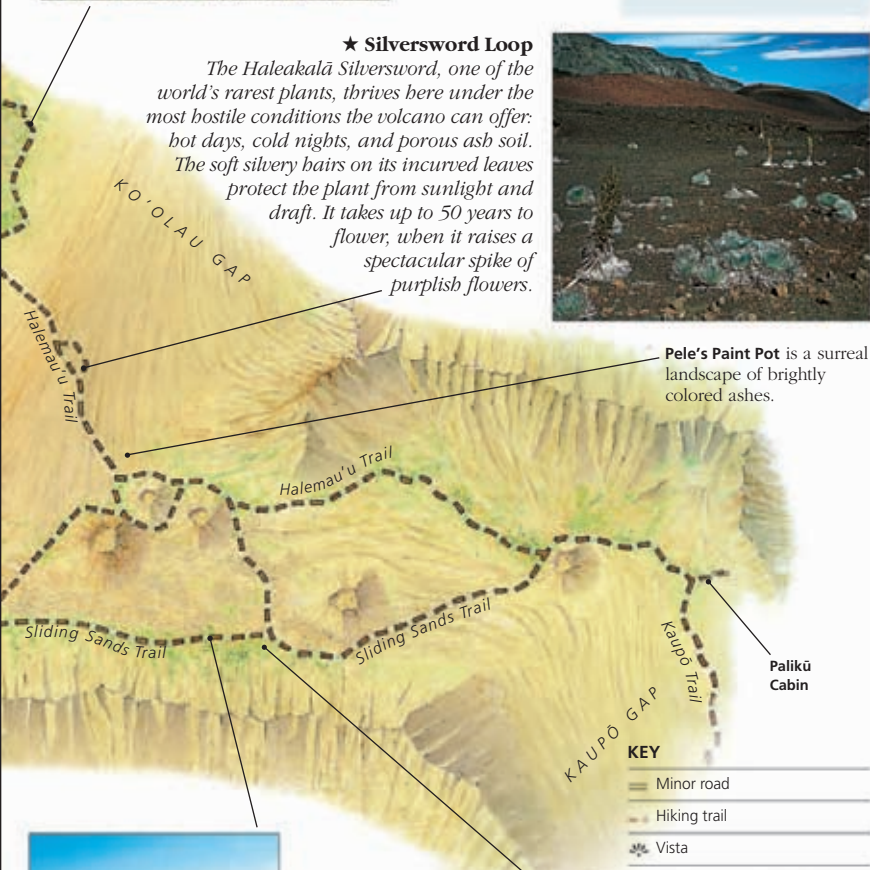 ★ Silversword Loop
The Haleakalā Silversword, one of the
world's rarest plants, thrives here under the
most hostile conditions the volcano can offer:
hot days, cold nights, and porous ash soil.
The soft silvery hairs on its incurved leaves
protect the plant from sunlight and
draft. It takes up to 50 years to
flower, when it raises a
spectacular spike of
purplish flowers.
KO'OLAU GAP
Halemau'u Trail
Pele's Paint Pot is a surreal
landscape of brightly
colored ashes.
Halemau'u Trail
Sliding Sands Trail
Sliding Sands Trail
Kaupō Trail
Palikū
Cabin
KAUPŌ GAP
KEY
Minor road
Hiking trail
Vista